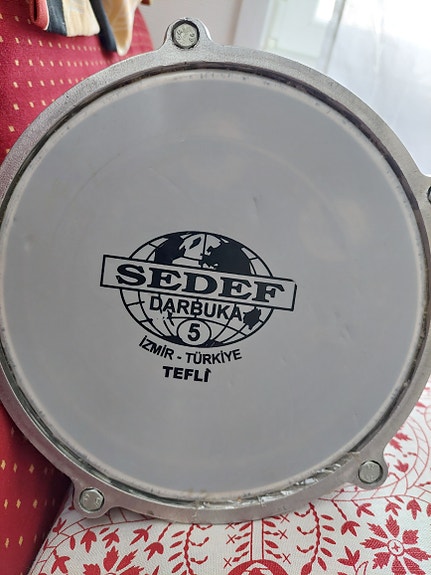 SEDEF
DARBUKA
5
İZMİR - TÜRKİYE
TEFLİ